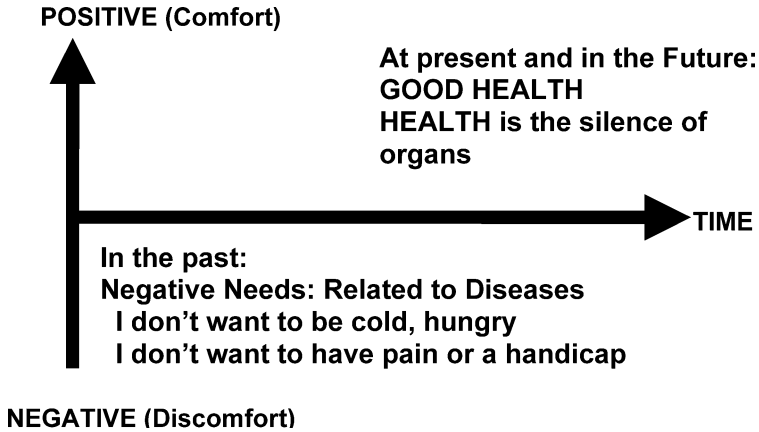 POSITIVE (Comfort)
At present and in the Future:
GOOD HEALTH
HEALTH is the silence of
organs
TIME
In the past:
Negative Needs: Related to Diseases
I don’t want to be cold, hungry
I don’t want to have pain or a handicap
NEGATIVE (Discomfort)